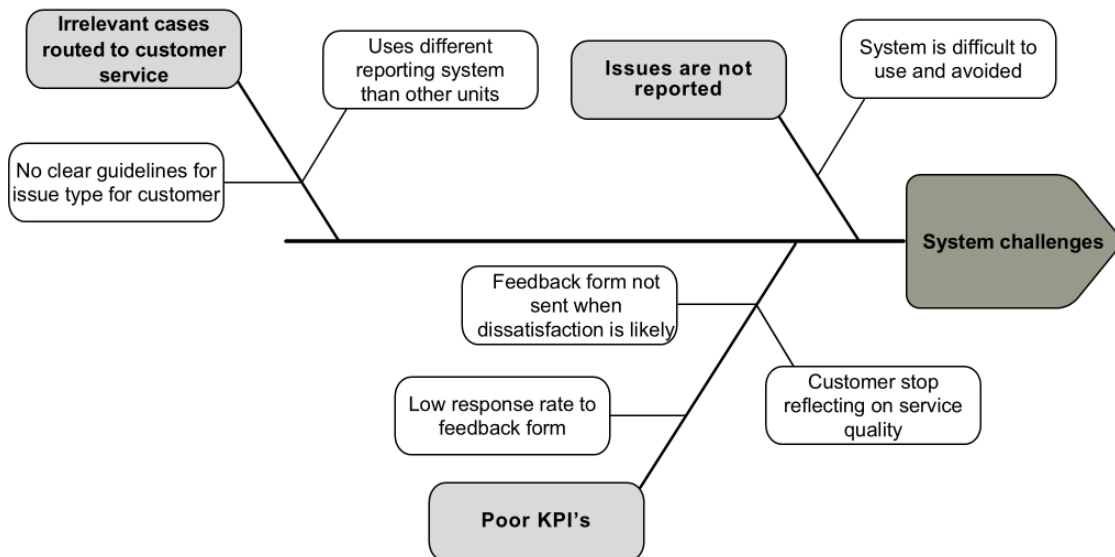 Irrelevant cases
routed to customer
service
Uses different
reporting system
than other units
No clear guidelines for
issue type for customer
Issues are not
reported
System is difficult to
use and avoided
System challenges
Feedback form not
sent when
dissatisfaction is likely
Customer stop
reflecting on service
quality
Low response rate to
feedback form
Poor KPI's